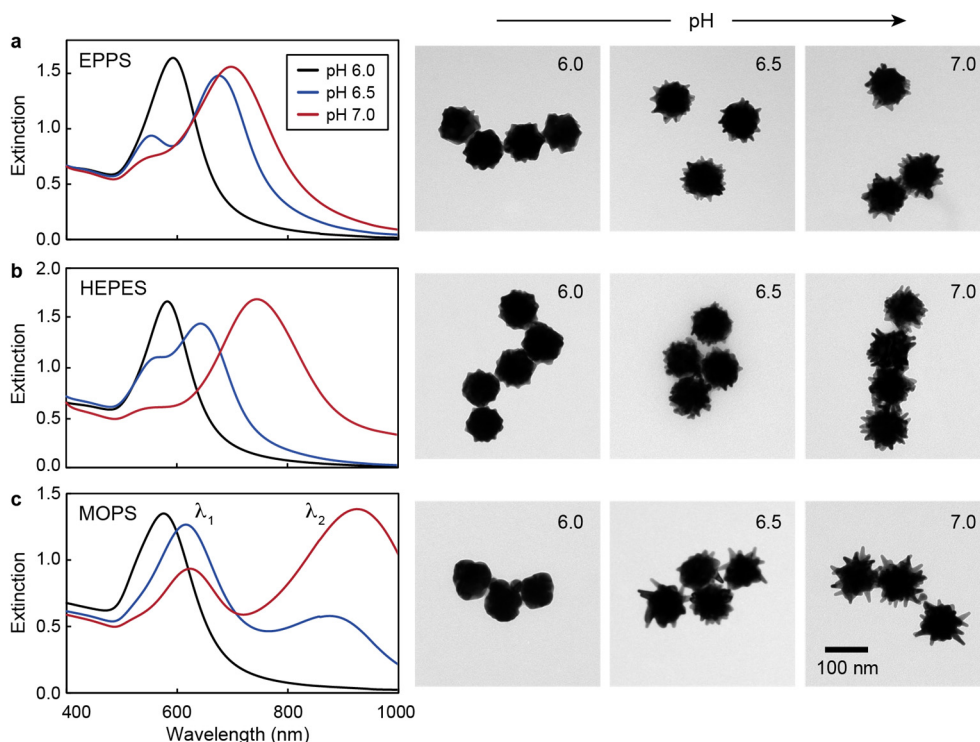 pH
a
EPPS
pH 6.0
pH 6.5
pH 7.0
Extinction
1.5
1.0
0.5
0.0
6.0
6.5
7.0
b
HEPES
Extinction
2.0
1.5
1.0
0.5
0.0
6.0
6.5
7.0
c
MOPS
λ1
λ2
Extinction
1.5
1.0
0.5
0.0
400
600
800
1000
Wavelength (nm)
6.0
6.5
7.0
100 nm